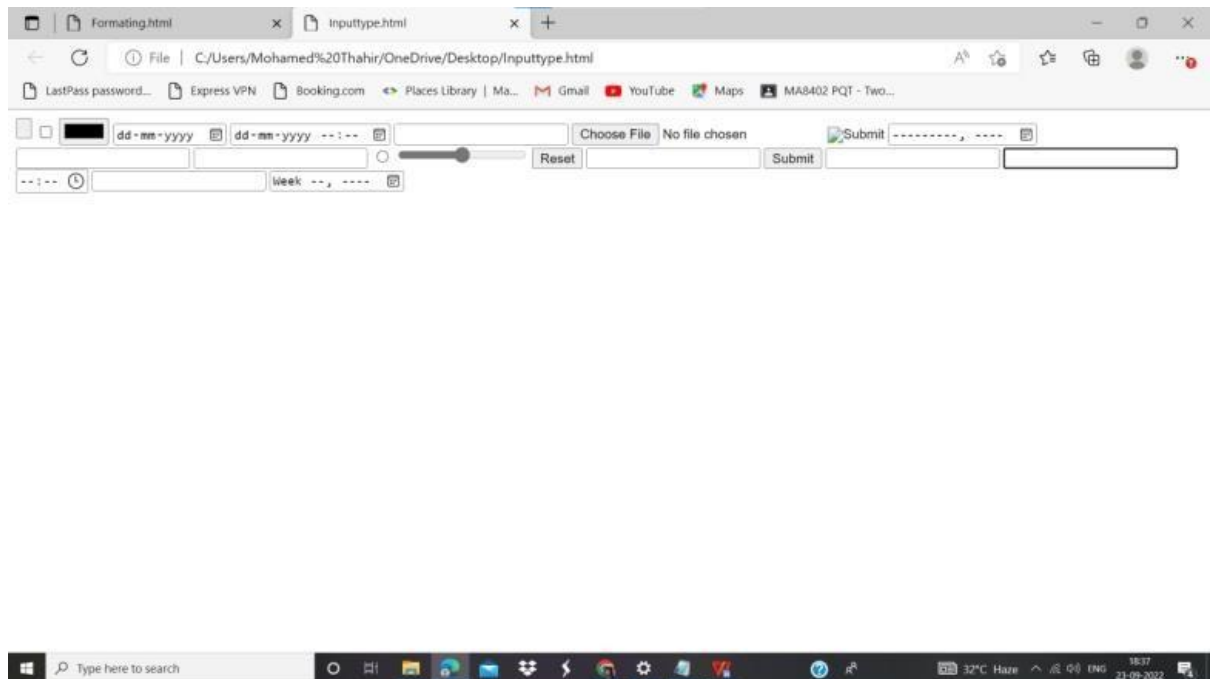 Formating.html Inputtype.html
File | C:/Users/Mohamed%20Thahir/OneDrive/Desktop/Inputtype.html
LastPass password... Express VPN Booking.com Places Library | Ma... Gmail YouTube Maps MA8402 PQT - Two...
dd-mm-yyyy dd-mm-yyyy --:-- Choose File No file chosen Submit ---------, ----
Reset Submit
--:-- Week --, ----
Type here to search 32°C Haze ENG 18:37
23-09-2022